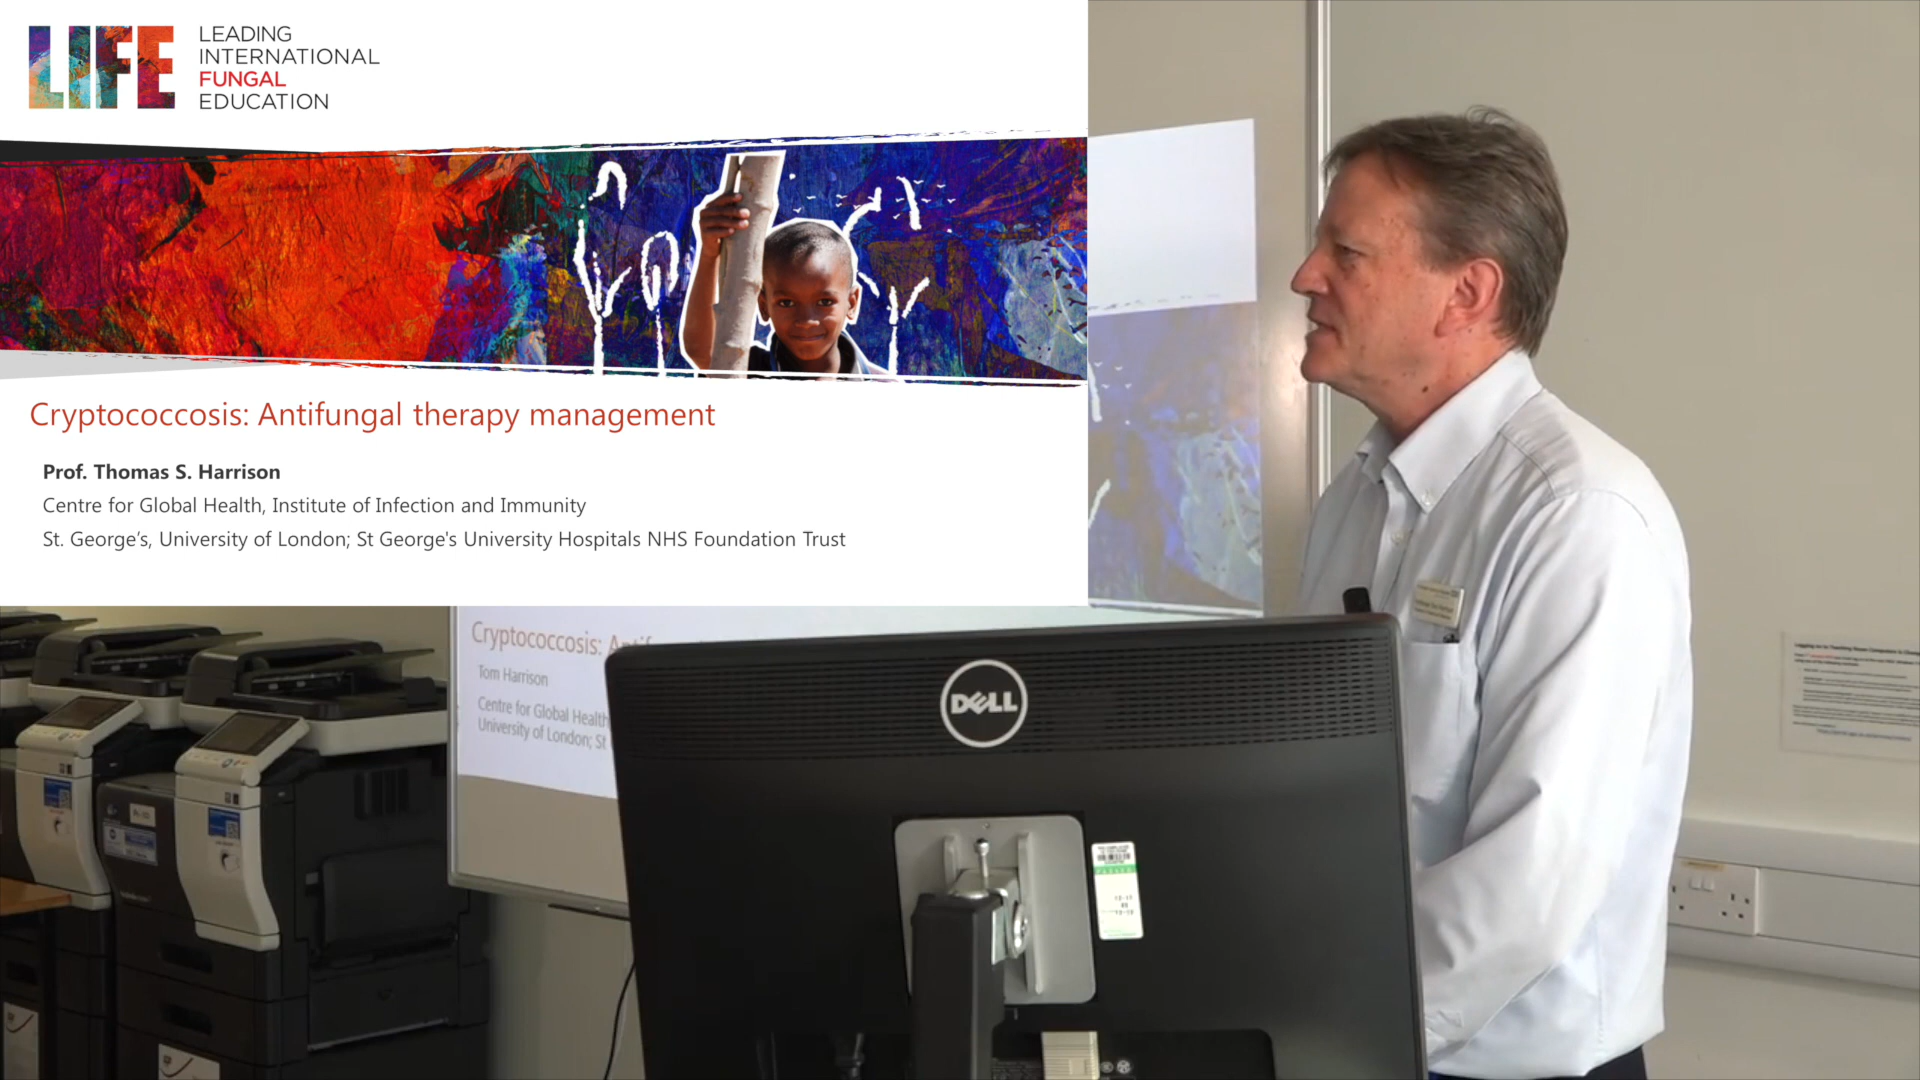 LIFE
LEADING
INTERNATIONAL
FUNGAL
EDUCATION
Cryptococcosis: Antifungal therapy management
Prof. Thomas S. Harrison
Centre for Global Health, Institute of Infection and Immunity
St. George’s, University of London; St George's University Hospitals NHS Foundation Trust
Cryptococcosis:
Tom Harrison
Centre for Global Health
University of London; St
DELL